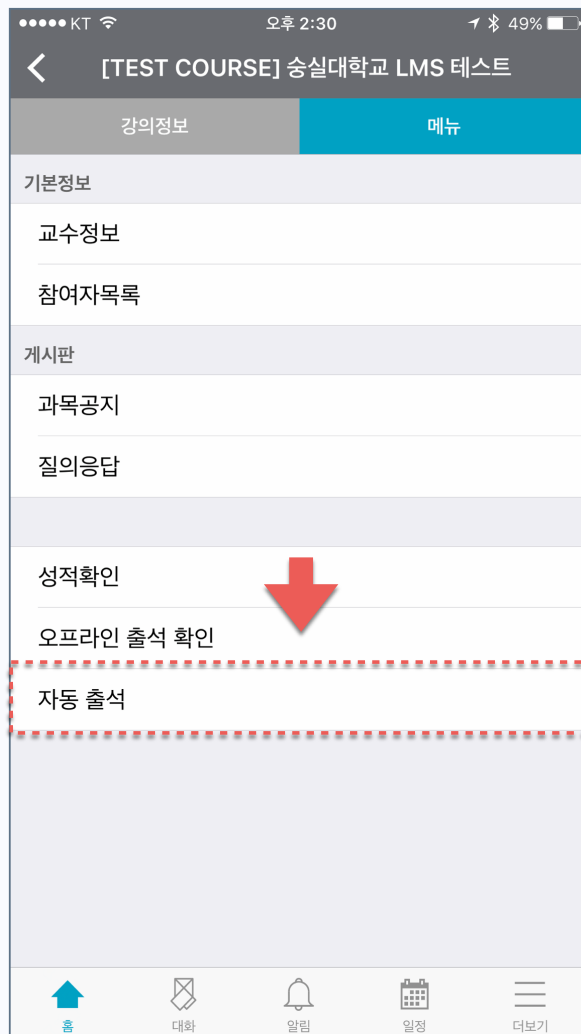 KT 오후 2:30 49%
[TEST COURSE] 숭실대학교 LMS 테스트
강의정보 메뉴
기본정보
교수정보
참여자목록
게시판
과목공지
질의응답
성적확인
오프라인 출석 확인
자동 출석
홈 대화 알림 일정 더보기